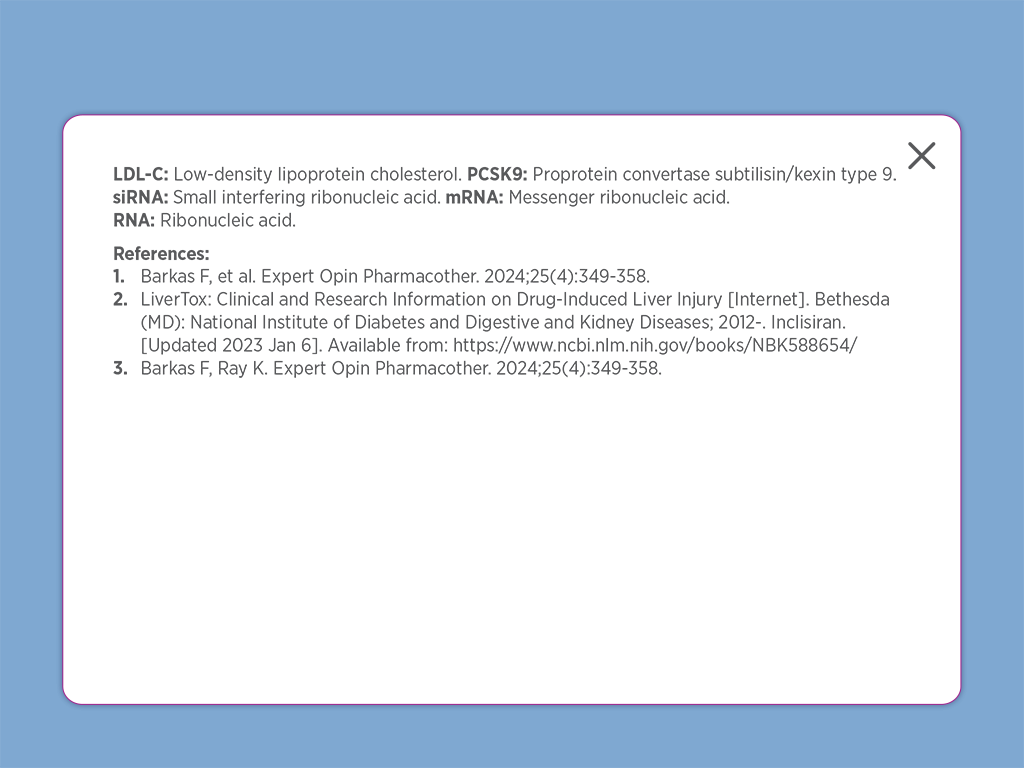 LDL-C: Low-density lipoprotein cholesterol. PCSK9: Proprotein convertase subtilisin/kexin type 9.
siRNA: Small interfering ribonucleic acid. mRNA: Messenger ribonucleic acid.
RNA: Ribonucleic acid.
References:
1. Barkas F, et al. Expert Opin Pharmacother. 2024;25(4):349-358.
2. LiverTox: Clinical and Research Information on Drug-Induced Liver Injury [Internet]. Bethesda
(MD): National Institute of Diabetes and Digestive and Kidney Diseases; 2012-. Inclisiran.
[Updated 2023 Jan 6]. Available from: https://www.ncbi.nlm.nih.gov/books/NBK588654/
3. Barkas F, Ray K. Expert Opin Pharmacother. 2024;25(4):349-358.